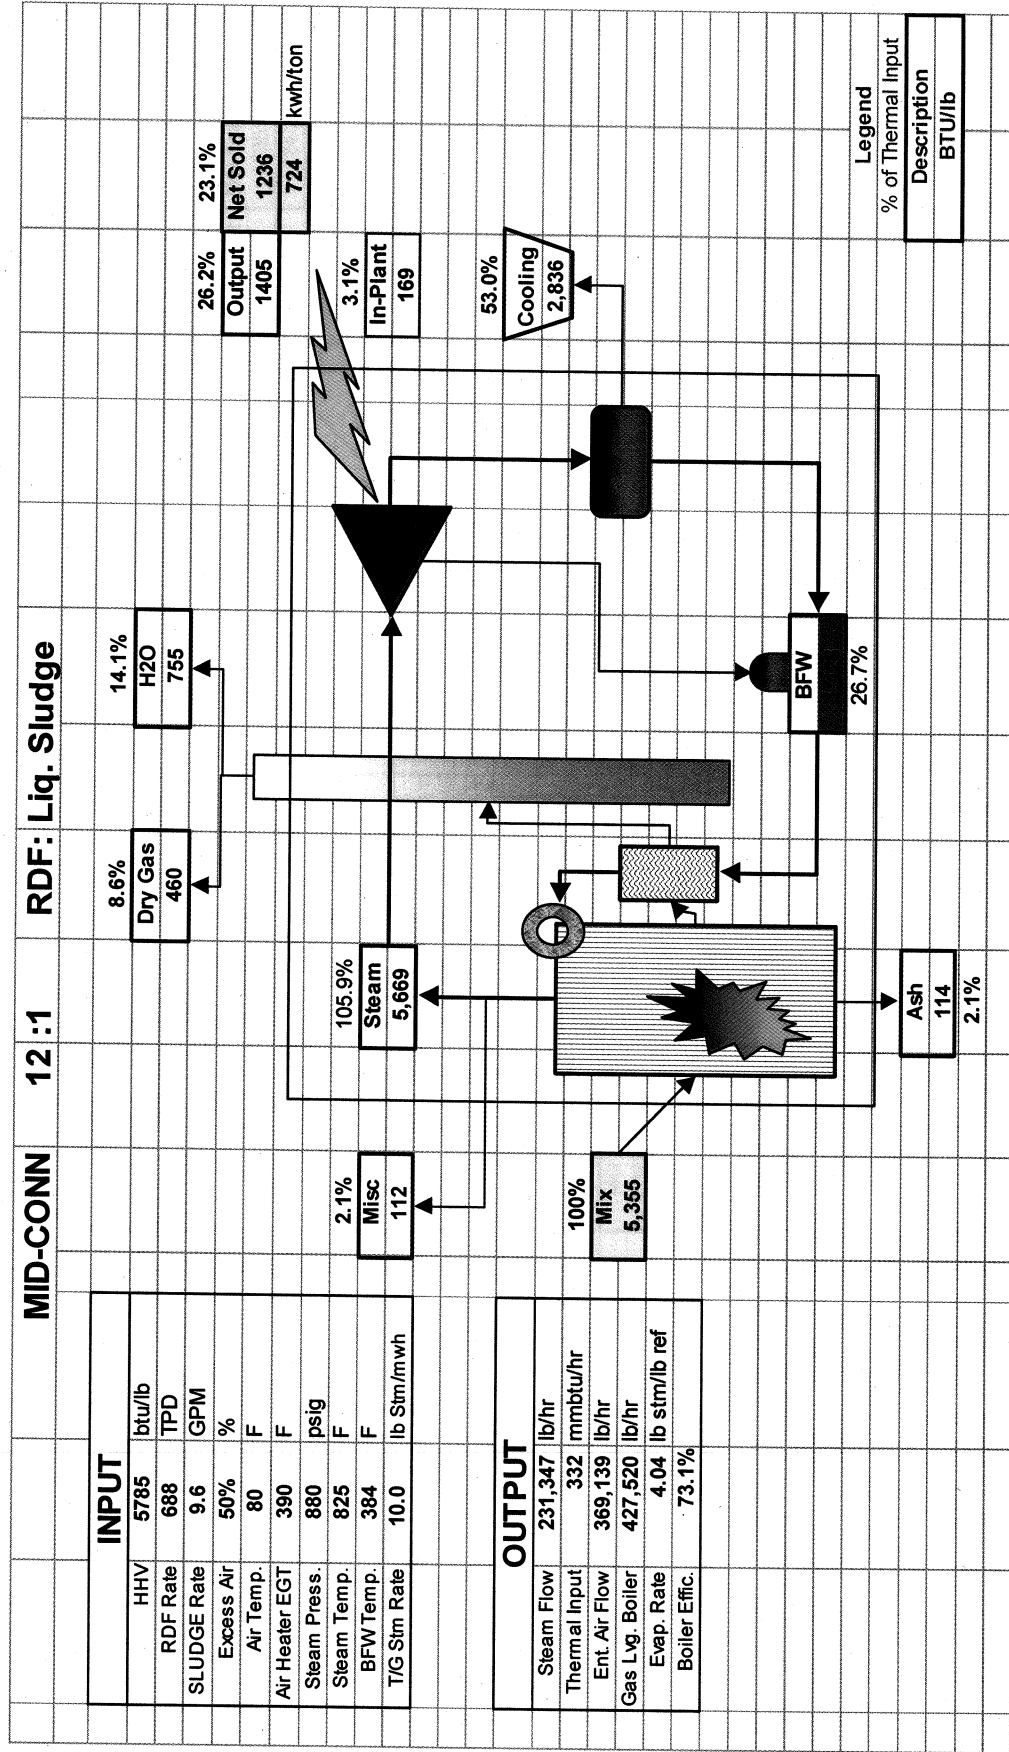 MID-CONN 12 :1 RDF: Liq. Sludge
INPUT
HHV 5785 btu/lb
RDF Rate 688 TPD
SLUDGE Rate 9.6 GPM
Excess Air 50% %
Air Temp. 80 F
Air Heater EGT 390 F
Steam Press. 880 psig
Steam Temp. 825 F
BFW Temp. 384 F
T/G Stm Rate 10.0 lb Stm/mwh
OUTPUT
Steam Flow 231,347 lb/hr
Thermal Input 332 mmbtu/hr
Ent. Air Flow 369,139 lb/hr
Gas Lvg. Boiler 427,520 lb/hr
Evap. Rate 4.04 lb stm/lb ref
Boiler Effic. 73.1%
2.1%
Misc
112
100%
Mix
5,355
105.9%
Steam
5,669
8.6%
Dry Gas
460
14.1%
H2O
755
Ash
114
2.1%
BFW
26.7%
26.2%
Output
1405
23.1%
Net Sold
1236
724 kwh/ton
3.1%
In-Plant
169
53.0%
Cooling
2,836
Legend
% of Thermal Input
Description
BTU/lb